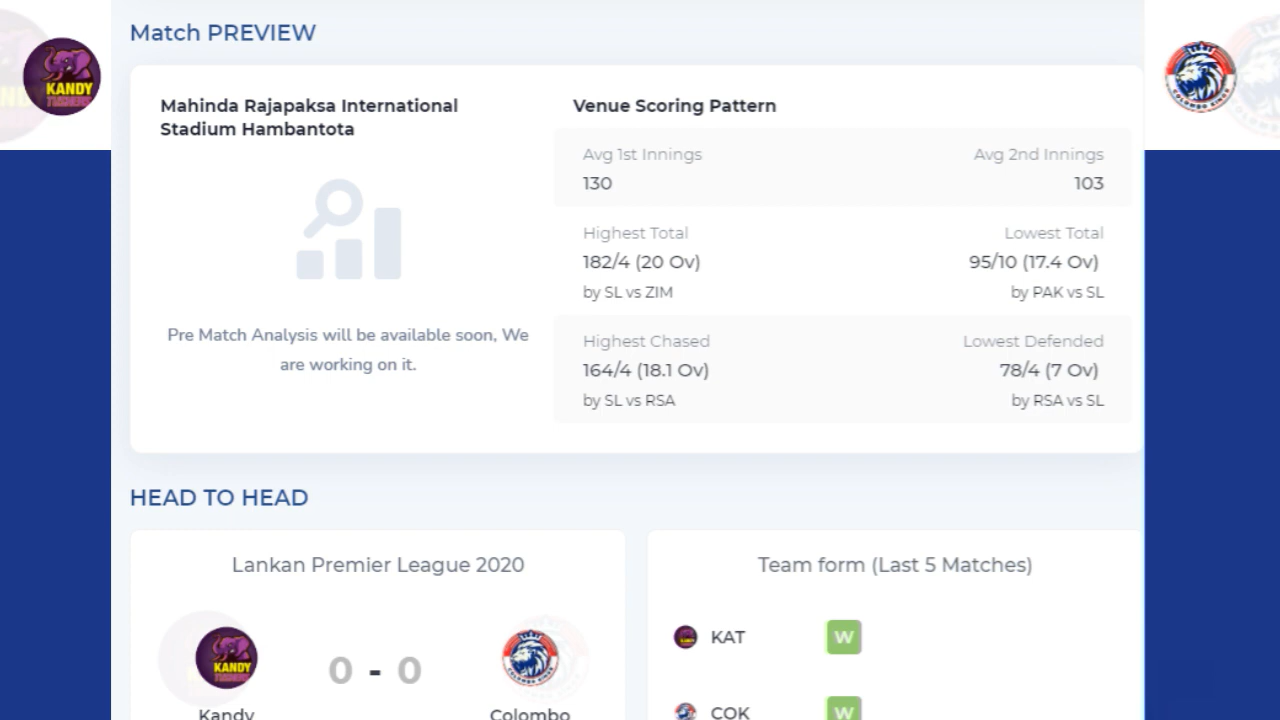 Match PREVIEW
KANDY
COLOMBO KINGS
Mahinda Rajapaksa International
Stadium Hambantota
Pre Match Analysis will be available soon, We
are working on it.
Venue Scoring Pattern
Avg 1st Innings
Avg 2nd Innings
130
103
Highest Total
Lowest Total
182/4 (20 Ov)
95/10 (17.4 Ov)
by SL vs ZIM
by PAK vs SL
Highest Chased
Lowest Defended
164/4 (18.1 Ov)
78/4 (7 Ov)
by SL vs RSA
by RSA vs SL
HEAD TO HEAD
Lankan Premier League 2020
KANDY
0 - 0
Kandy
Colombo
Team form (Last 5 Matches)
KAT
W
COK
W